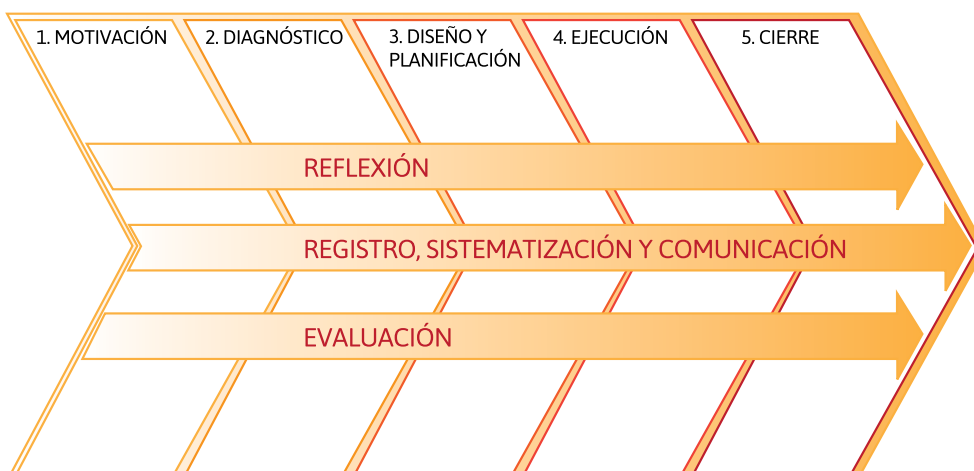 1. MOTIVACIÓN
2. DIAGNÓSTICO
3. DISEÑO Y
PLANIFICACIÓN
4. EJECUCIÓN
5. CIERRE
REFLEXIÓN
REGISTRO, SISTEMATIZACIÓN Y COMUNICACIÓN
EVALUACIÓN